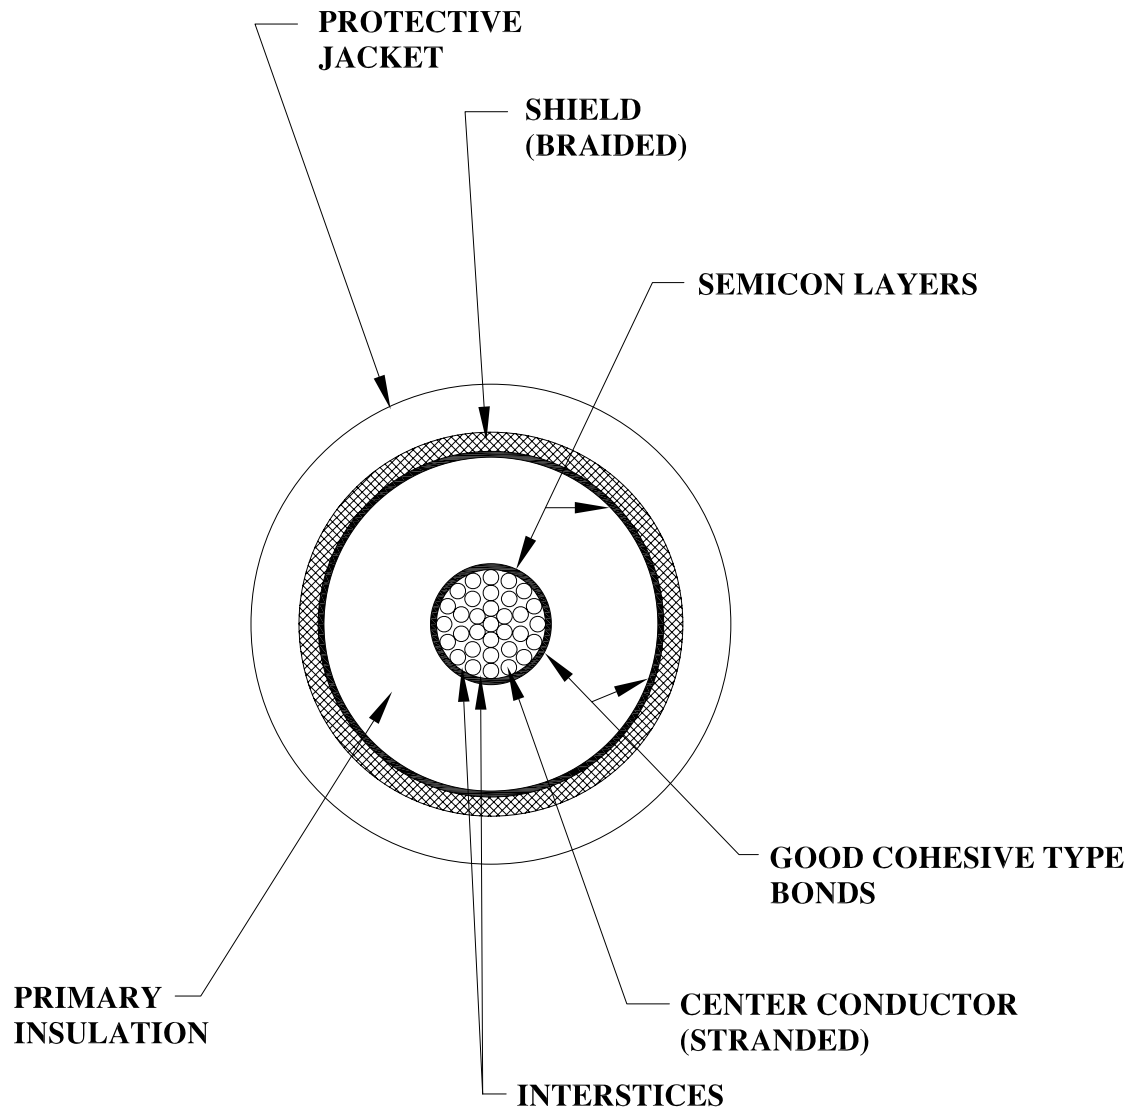 PROTECTIVE
JACKET
SHIELD
(BRAIDED)
SEMICON LAYERS
GOOD COHESIVE TYPE
BONDS
PRIMARY
INSULATION
CENTER CONDUCTOR
(STRANDED)
INTERSTICES